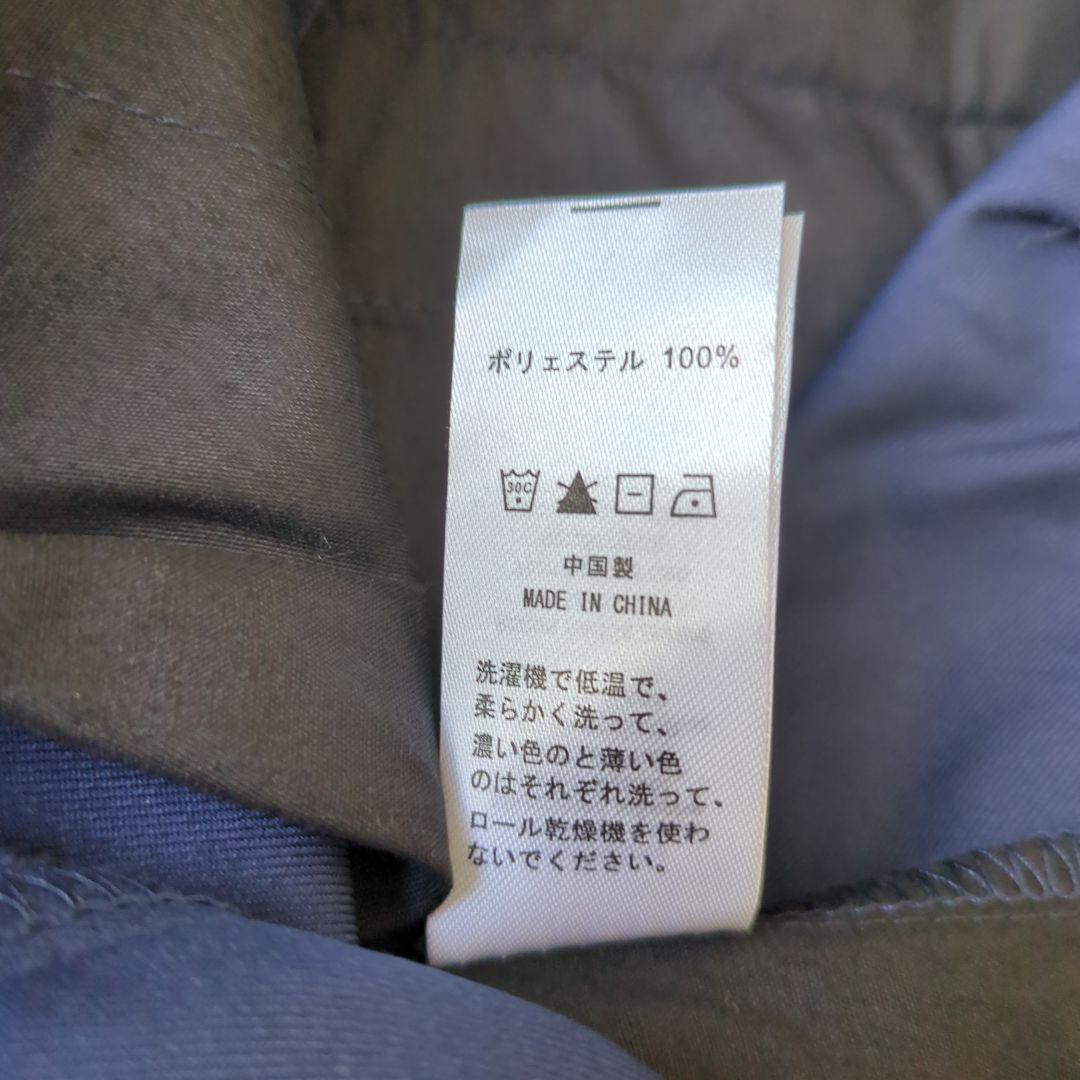 ポリェステル 100%
30C
中国製
MADE IN CHINA
洗濯機で低温で、
柔らかく洗って、
濃い色のと薄い色
のはそれぞれ洗って、
ロール乾燥機を使わ
ないでください。